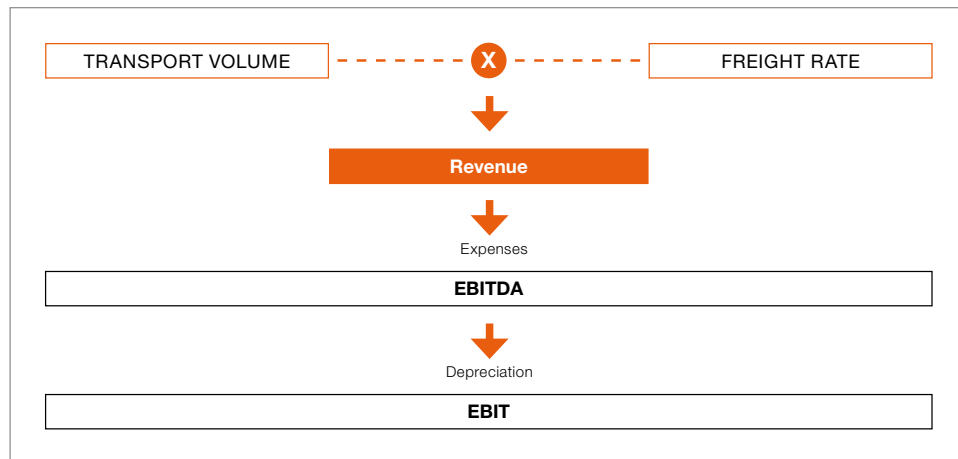 TRANSPORT VOLUME X FREIGHT RATE
Revenue
Expenses
EBITDA
Depreciation
EBIT